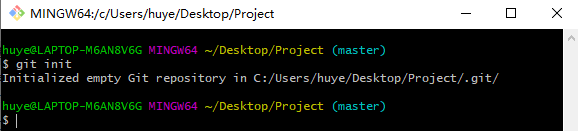 MINGW64:/c/Users/huye/Desktop/Project
huye@LAPTOP-M6AN8V6G MINGW64 ~/Desktop/Project (master)
$ git init
Initialized empty Git repository in C:/Users/huye/Desktop/Project/.git/
huye@LAPTOP-M6AN8V6G MINGW64 ~/Desktop/Project (master)
$